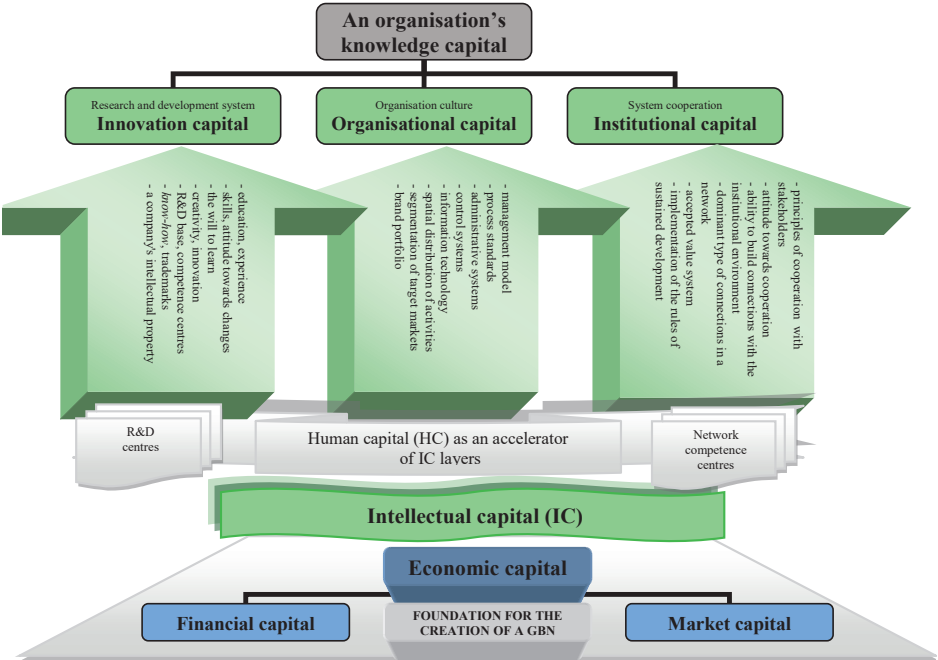 An organisation's
knowledge capital
Research and development system
Innovation capital
Organisation culture
Organisational capital
System cooperation
Institutional capital
- education, experience
- skills, attitude towards changes
- the will to learn
- creativity, innovation
- R&D base, competence centres
- know-how, trademarks
- a company's intellectual property
- management model
- process standards
- administrative systems
- control systems
- information technology
- spatial distribution of activities
- segmentation of target markets
- brand portfolio
- principles of cooperation with
stakeholders
- attitude towards cooperation
- ability to build connections with the
institutional environment
- dominant type of connections in a
network
- accepted value system
- implementation of the rules of
sustained development
R&D
centres
Human capital (HC) as an accelerator
of IC layers
Network
competence
centres
Intellectual capital (IC)
Economic capital
Financial capital
FOUNDATION FOR THE
CREATION OF A GBN
Market capital